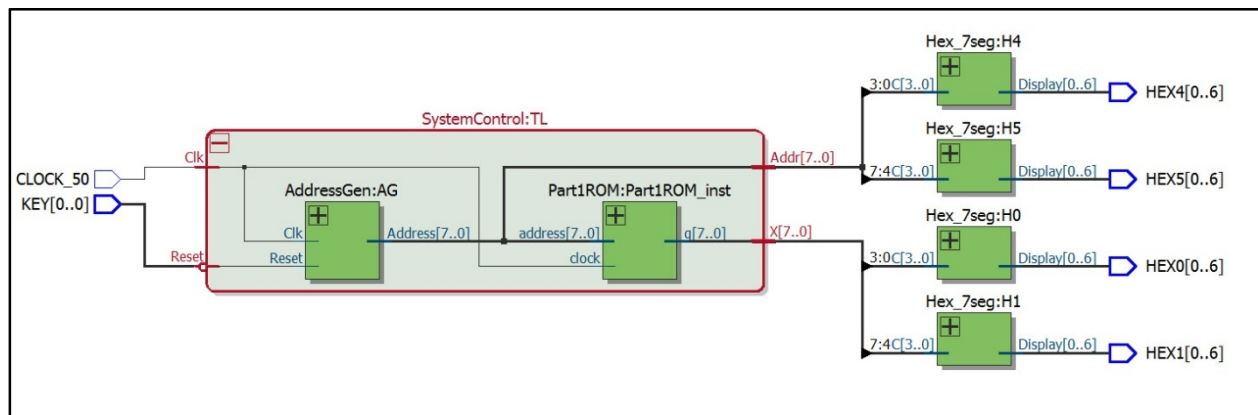 Hex_7seg:H4
3:0 C[3..0] Display[0..6] HEX4[0..6]
SystemControl:TL
Hex_7seg:H5
Clk Addr[7..0]
CLOCK_50 7:4 C[3..0] Display[0..6] HEX5[0..6]
KEY[0..0] AddressGen:AG Part1ROM:Part1ROM_inst
Hex_7seg:H0
Clk Address[7..0] address[7..0] q[7..0] X[7..0]
Reset Reset clock 3:0 C[3..0] Display[0..6] HEX0[0..6]
Hex_7seg:H1
7:4 C[3..0] Display[0..6] HEX1[0..6]